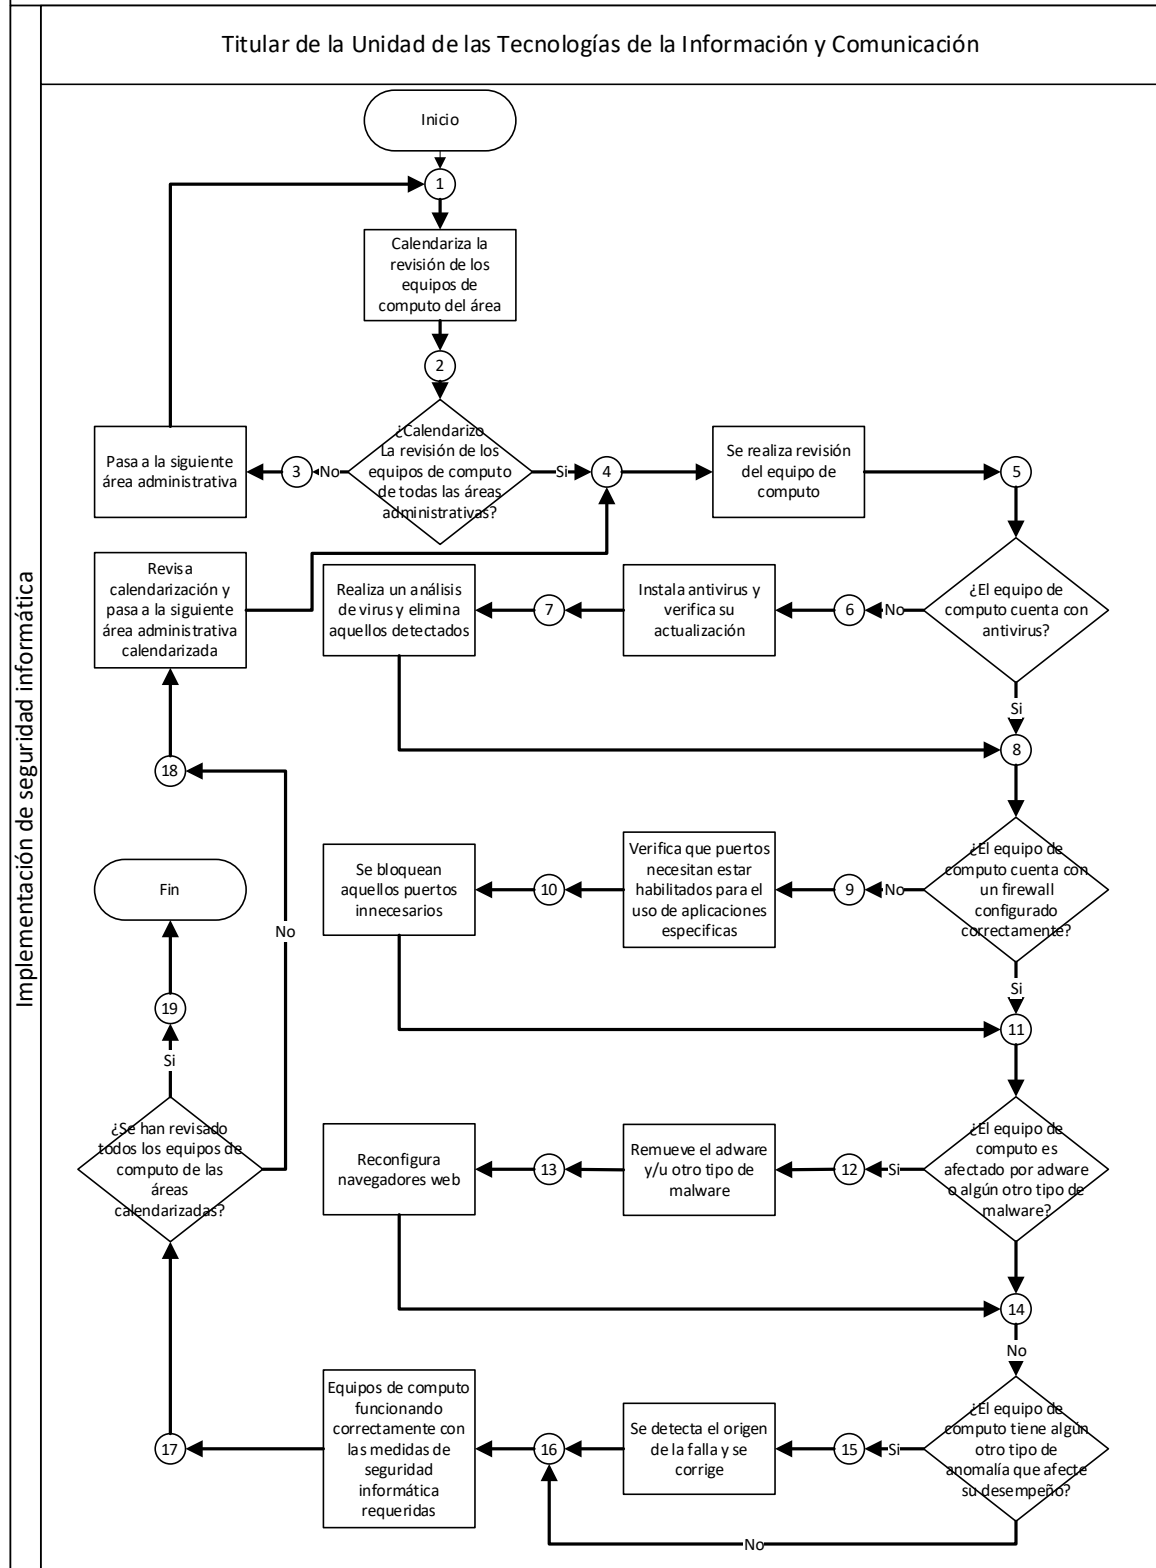 Titular de la Unidad de las Tecnologías de la Información y Comunicación
Implementación de seguridad informática
Inicio
1
Calendariza la
revisión de los
equipos de
computo del área
2
¿Calendarizo
La revisión de los
equipos de computo
de todas las áreas
administrativas?
No
3
Pasa a la siguiente
área administrativa
Si
4
Se realiza revisión
del equipo de
computo
5
¿El equipo de
computo cuenta con
antivirus?
No
6
Instala antivirus y
verifica su
actualización
7
Realiza un análisis
de virus y elimina
aquellos detectados
Revisa
calendarización y
pasa a la siguiente
área administrativa
calendarizada
Si
8
18
¿El equipo de
computo cuenta con
un firewall
configurado
correctamente?
No
9
Verifica que puertos
necesitan estar
habilitados para el
uso de aplicaciones
especificas
10
Se bloquean
aquellos puertos
innecesarios
Fin
No
Si
11
19
Si
¿El equipo de
computo es
afectado por adware
o algún otro tipo de
malware?
Si
12
Remueve el adware
y/u otro tipo de
malware
13
Reconfigura
navegadores web
¿Se han revisado
todos los equipos de
computo de las
áreas
calendarizadas?
14
No
¿El equipo de
computo tiene algún
otro tipo de
anomalía que afecte
su desempeño?
Si
15
Se detecta el origen
de la falla y se
corrige
16
Equipos de computo
funcionando
correctamente con
las medidas de
seguridad
informática
requeridas
17
No